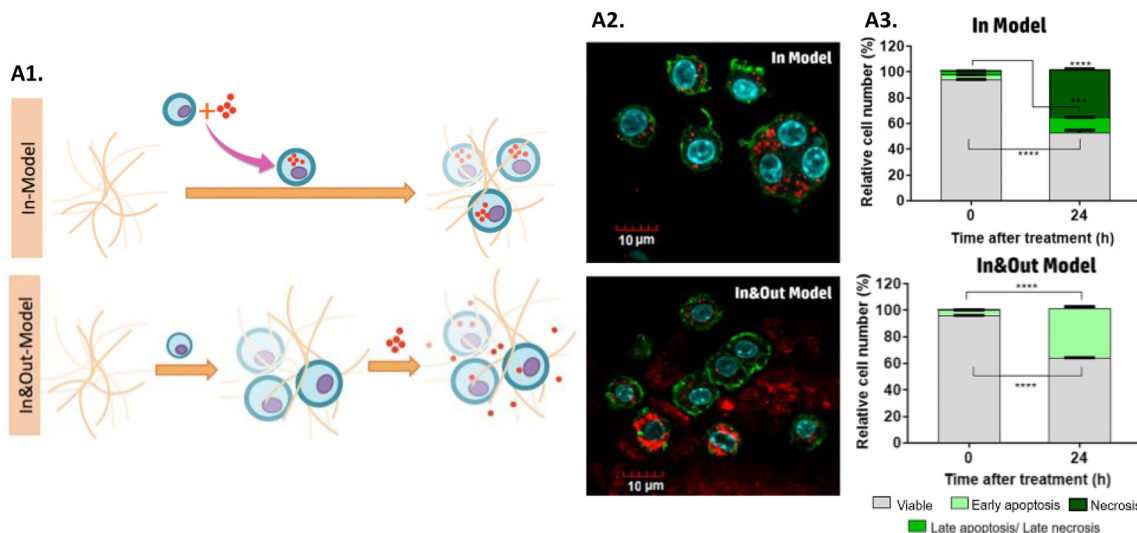 A1.
In-Model
+
In&Out-Model
A2.
In Model
10 µm
In&Out Model
10 µm
A3.
In Model
Relative cell number (%)
120
100
80
60
40
20
0
****
***
****
0 24
Time after treatment (h)
In&Out Model
Relative cell number (%)
120
100
80
60
40
20
0
****
****
0 24
Time after treatment (h)
Viable Early apoptosis Necrosis
Late apoptosis/ Late necrosis